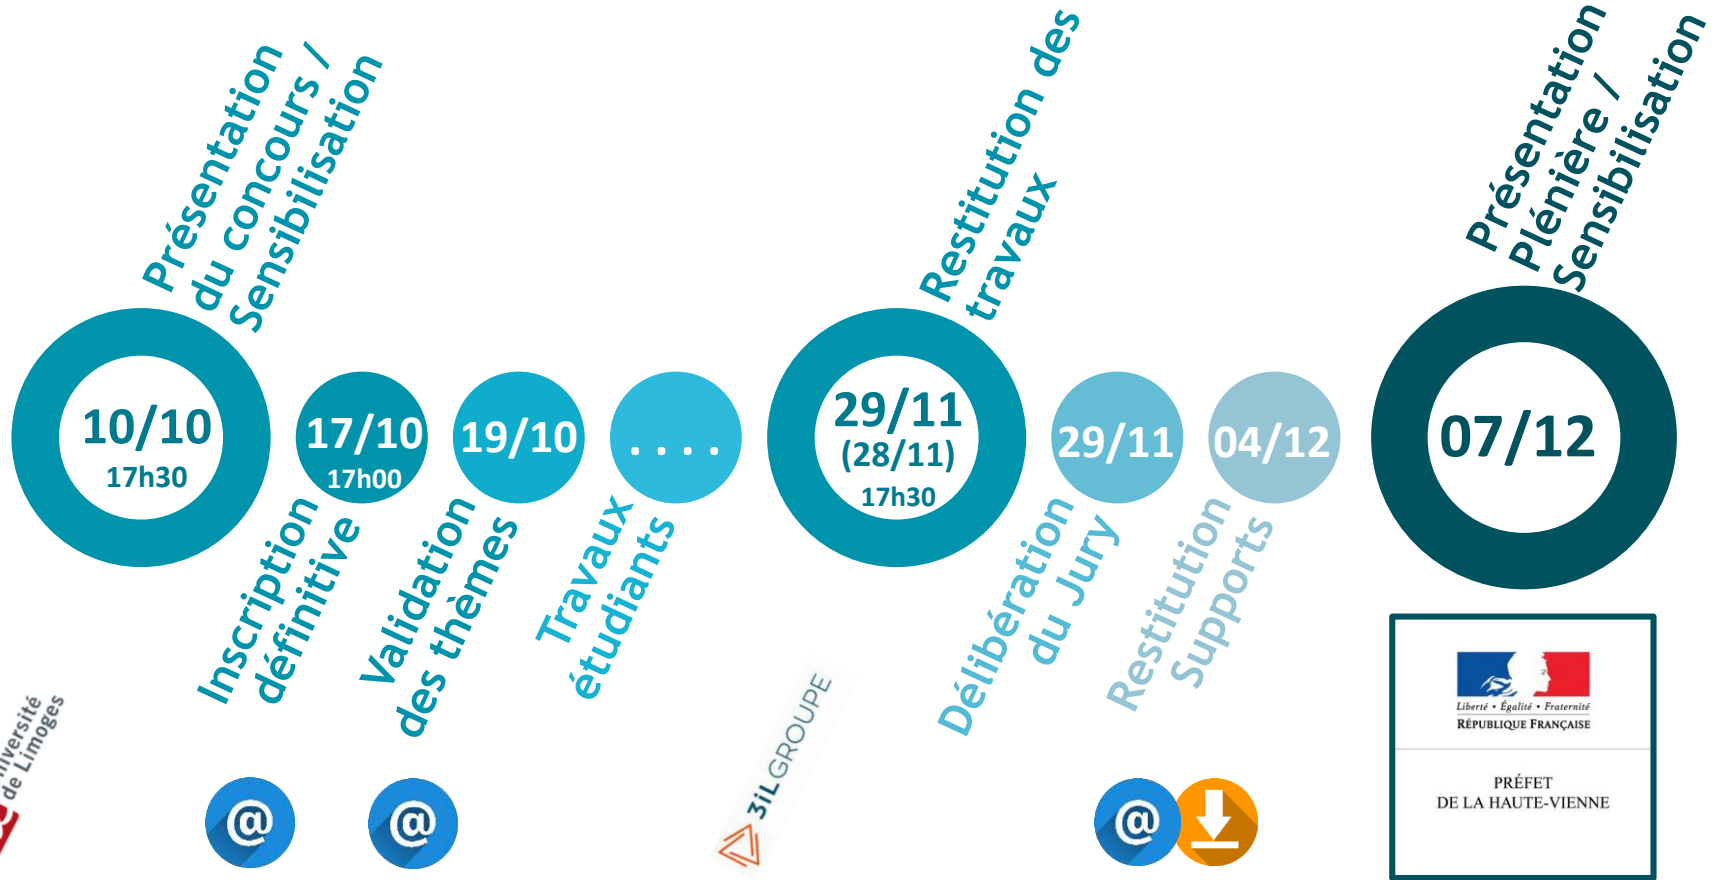 Présentation
du concours /
Sensibilisation
10/10
17h30
17/10
17h00
Inscription
définitive
19/10
Validation
des thèmes
....
Travaux
étudiants
Restitution des
travaux
29/11
(28/11)
17h30
29/11
Délibération
du Jury
04/12
Restitution
Supports
Présentation
Plénière /
Sensibilisation
07/12
de Limoges
@
@
3iL GROUPE
@
Liberté • Égalité • Fraternité
RÉPUBLIQUE FRANÇAISE
PRÉFET
DE LA HAUTE-VIENNE